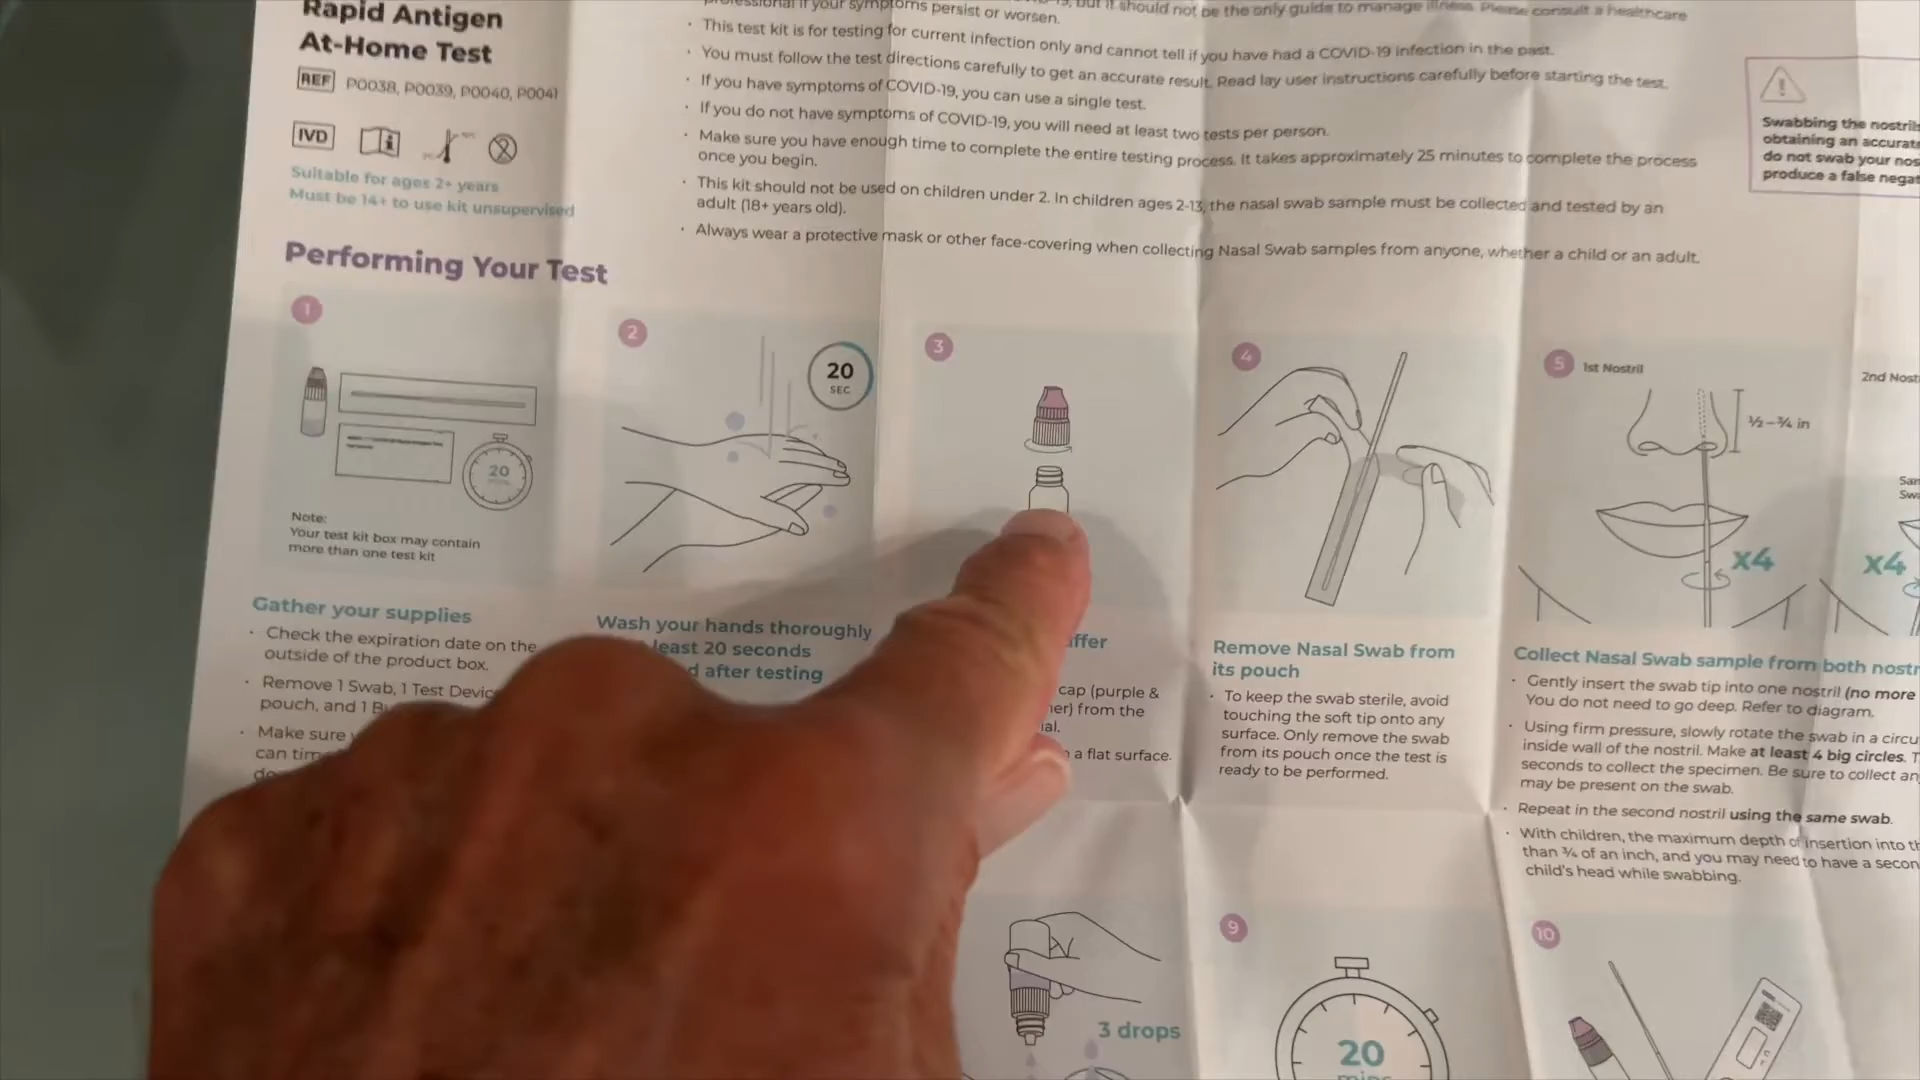 Rapid Antigen
At-Home Test
REF P0038, P0039, P0040, P0041
IVD
Suitable for ages 2+ years
Must be 14+ to use kit unsupervised
professional if your symptoms persist or worsen.
but it should not be the only guide to manage illness. Please consult a healthcare
· This test kit is for testing for current infection only and cannot tell if you have had a COVID-19 infection in the past.
· You must follow the test directions carefully to get an accurate result. Read lay user instructions carefully before starting the test.
· If you have symptoms of COVID-19, you can use a single test.
· If you do not have symptoms of COVID-19, you will need at least two tests per person.
· Make sure you have enough time to complete the entire testing process. It takes approximately 25 minutes to complete the process
once you begin.
· This kit should not be used on children under 2. In children ages 2-13, the nasal swab sample must be collected and tested by an
adult (18+ years old).
· Always wear a protective mask or other face-covering when collecting Nasal Swab samples from anyone, whether a child or an adult.
Swabbing the nostrils
obtaining an accurate
do not swab your nos
produce a false negat
Performing Your Test
1
20
Note:
Your test kit box may contain
more than one test kit
Gather your supplies
· Check the expiration date on the
outside of the product box.
· Remove 1 Swab, 1 Test Devic
pouch, and 1 Bu
· Make sure y
can time
2
20
SEC
Wash your hands thoroughly
least 20 seconds
d after testing
3
uffer
cap (purple &
her) from the
ial.
a flat surface.
4
Remove Nasal Swab from
its pouch
· To keep the swab sterile, avoid
touching the soft tip onto any
surface. Only remove the swab
from its pouch once the test is
ready to be performed.
5 1st Nostril
½-¾ in
x4
2nd Nost
x4
Collect Nasal Swab sample from both nostr
· Gently insert the swab tip into one nostril (no more
You do not need to go deep. Refer to diagram.
· Using firm pressure, slowly rotate the swab in a circu
inside wall of the nostril. Make at least 4 big circles. T
seconds to collect the specimen. Be sure to collect an
may be present on the swab.
· Repeat in the second nostril using the same swab.
· With children, the maximum depth of insertion into th
than ¾ of an inch, and you may need to have a secon
child's head while swabbing.
3 drops
9
20
mins
10